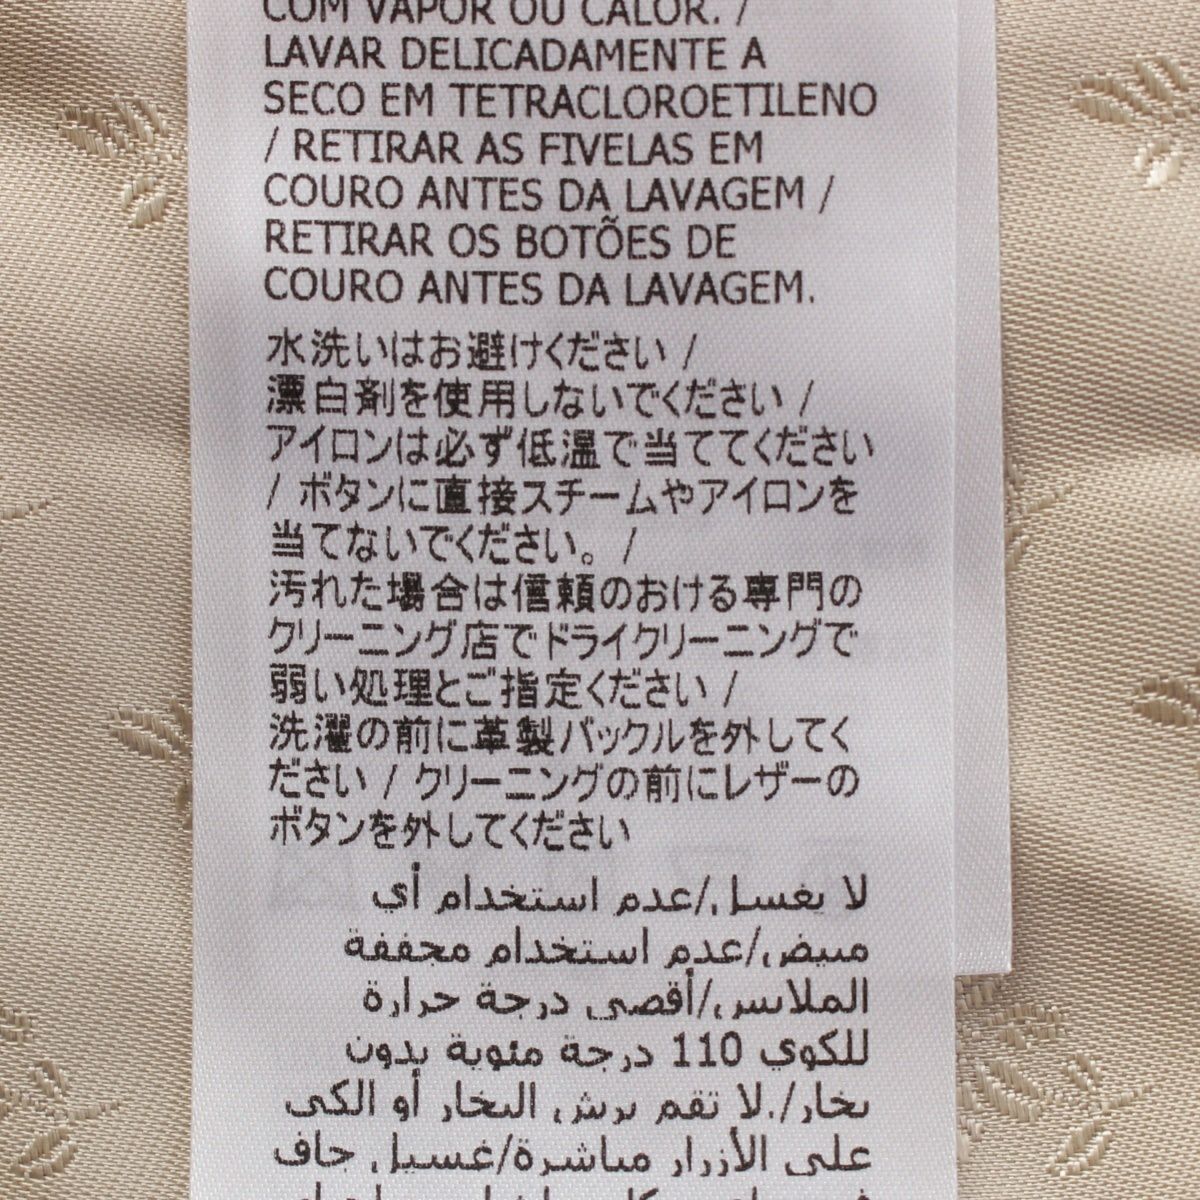 COM VAPOR OU CALOR. /
LAVAR DELICADAMENTE A
SECO EM TETRACLOROETILENO
/ RETIRAR AS FIVELAS EM
COURO ANTES DA LAVAGEM /
RETIRAR OS BOTÕES DE
COURO ANTES DA LAVAGEM.
水洗いはお避けください /
漂白剤を使用しないでください /
アイロンは必ず低温で当ててください
/ ボタンに直接スチームやアイロンを
当てないでください。 /
汚れた場合は信頼のおける専門の
クリーニング店でドライクリーニングで
弱い処理とご指定ください /
洗濯の前に革製バックルを外してく
ださい / クリーニングの前にレザーの
ボタンを外してください
لا يغسل./عدم استخدام أي
مبيض./عدم استخدام مجففة
الملابس./أقصى درجة حرارة
للكوي 110 درجة مئوية بدون
بخار/.لا تقم برش البخار أو الكي
على الأزرار مباشرة/غسيل جاف